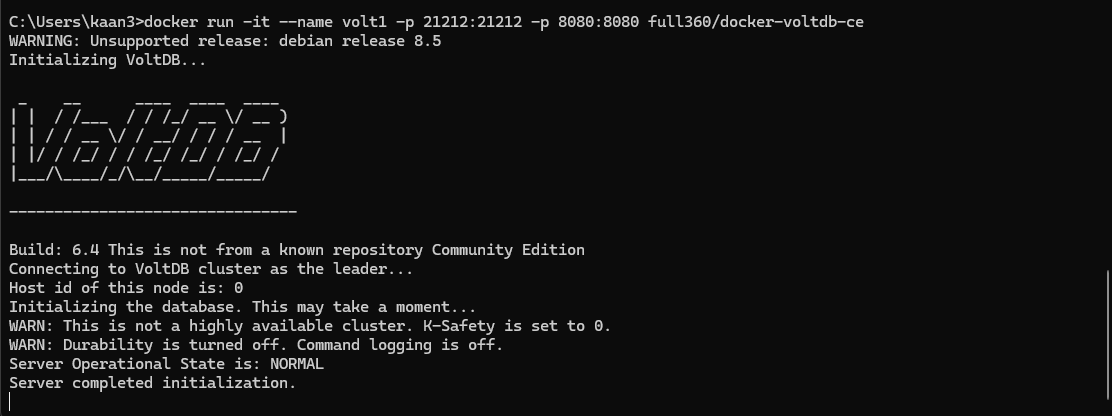 C:\Users\kaan3>docker run -it --name volt1 -p 21212:21212 -p 8080:8080 full360/docker-voltdb-ce
WARNING: Unsupported release: debian release 8.5
Initializing VoltDB...
 _    __      ____  ____  ____
| |  / /___  / / /_/ __ \/ __ )
| | / / __ \/ / __/ / / / __  |
| |/ / /_/ / / /_/ /_/ / /_/ /
|___/\____/_/\__/_____/_____/
--------------------------------
Build: 6.4 This is not from a known repository Community Edition
Connecting to VoltDB cluster as the leader...
Host id of this node is: 0
Initializing the database. This may take a moment...
WARN: This is not a highly available cluster. K-Safety is set to 0.
WARN: Durability is turned off. Command logging is off.
Server Operational State is: NORMAL
Server completed initialization.